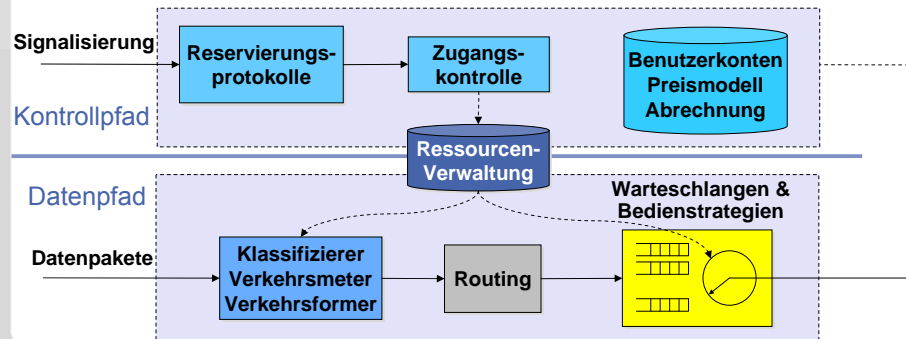 Signalisierung
Reservierungs-
protokolle
Zugangs-
kontrolle
Benutzerkonten
Preismodell
Abrechnung
Kontrollpfad
Ressourcen-
Verwaltung
Datenpfad
Warteschlangen &
Bedienstrategien
Datenpakete
Klassifizierer
Verkehrsmeter
Verkehrsformer
Routing